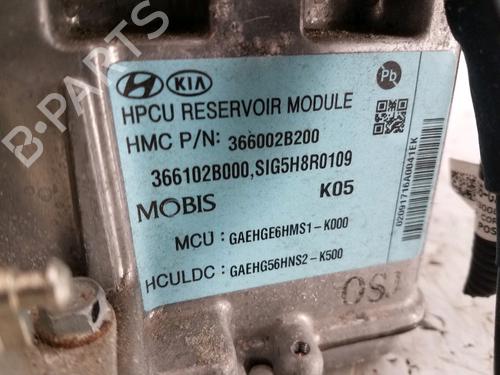 B-PARTS
HYUNDAI KIA Pb
HPCU RESERVOIR MODULE
HMC P/N: 366002B200
366102B000,SIG5H8R0109
MOBIS K05
MCU : GAEHGE6HMS1-K000
HCULDC: GAEHG56HNS2-K500
02091716A0041EK